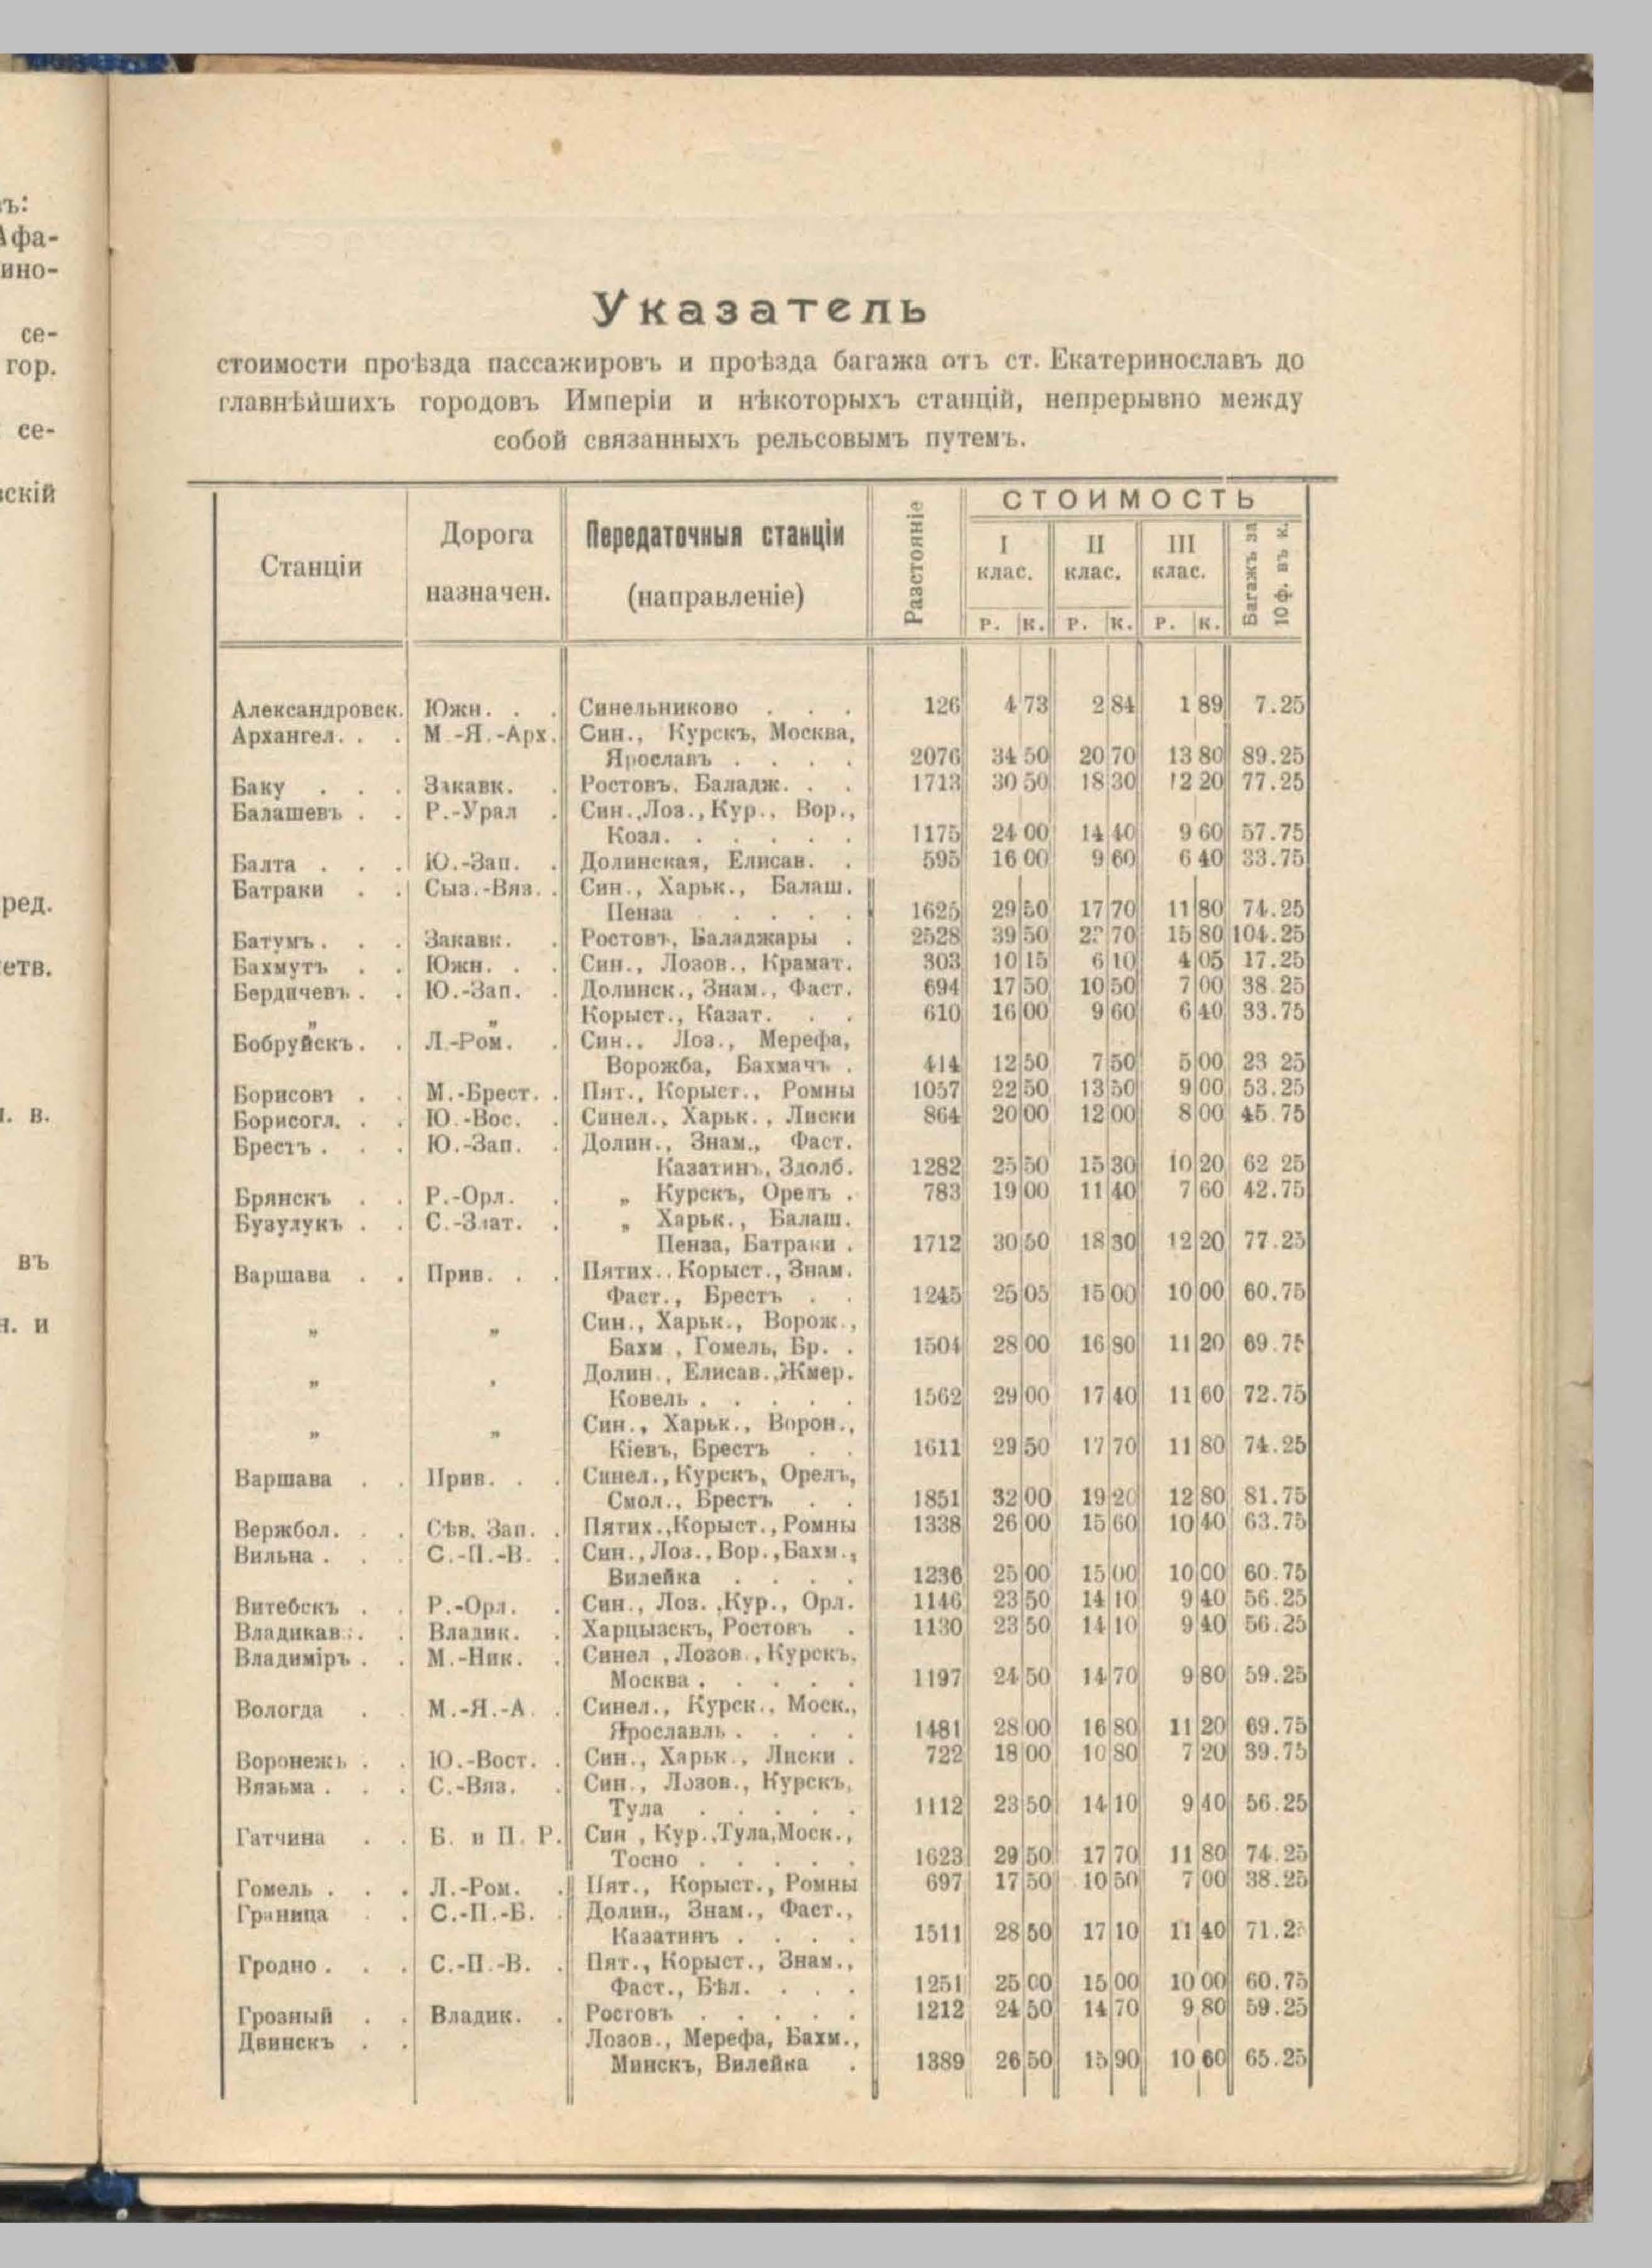 въ:
Афа-
ино-
се-
гор.
се-
скій
ред.
етв.
въ
и
Указатель
стоимости проѣзда пассажировъ и проѣзда багажа отъ ст. Екатеринославъ до
главнѣйшихъ городовъ Имперіи и нѣкоторыхъ станцій, непрерывно между
собой связанныхъ рельсовымъ путемъ.
Станціи Дорога назначен. Передаточныя станціи (направленіе) Разстояніе СТОИМОСТЬ
I клас. II клас. III клас. Багажъ за 10 ф. въ к.
Р. К. Р. К. Р. К.
Александровск. Южн. . . Синельниково . . . 126 4 73 2 84 1 89 7.25
Архангел. . . М.-Я.-Арх. Син., Курскъ, Москва,
Ярославъ . . . . 2076 34 50 20 70 13 80 89.25
Баку . . . Закавк. . Ростовъ, Баладж. . . 1713 30 50 18 30 12 20 77.25
Балашевъ . . Р.-Урал . Син.,Лоз.,Кур., Вор.,
Козл. . . . . . 1175 24 00 14 40 9 60 57.75
Балта . . . Ю.-Зап. . Долинская, Елисав. . 595 16 00 9 60 6 40 33.75
Батраки . . Сыз.-Вяз. . Син., Харьк., Балаш.
Пенза . . . . 1625 29 50 17 70 11 80 74.25
Батумъ . . . Закавк. . Ростовъ, Баладжары . 2528 39 50 70 15 80 104.25
Бахмутъ . . Южн. . . Син., Лозов., Крамат. 303 10 15 6 10 4 05 17.25
Бердичевъ . . Ю.-Зап. . Долинск., Знам., Фаст. 694 17 50 10 50 7 00 38.25
„ „ Корыст., Казат. . . 610 16 00 9 60 6 40 33.75
Бобруйскъ . . Л.-Ром. . Син.. Лоз., Мерефа,
Ворожба, Бахмачъ . 414 12 50 7 50 5 00 23 25
Борисовъ . . М.-Брест. . Пят., Корыст., Ромны 1057 22 50 13 50 9 00 53.25
Борисогл. . . Ю.-Вос. . Синел., Харьк., Лиски 864 20 00 12 00 8 00 45.75
Брестъ . . . Ю.-Зап. . Долин., Знам., Фаст.
Казатинъ, Здолб. 1282 25 50 15 30 10 20 62 25
Брянскъ . . Р.-Орл. . „ Курскъ, Орелъ . 783 19 00 11 40 7 60 42.75
Бузулукъ . . С.-Злат. . „ Харьк., Балаш.
Пенза, Батраки . 1712 30 50 18 30 12 20 77.25
Варшава . . Прив. . . Пятих.. Корыст., Знам.
Фаст., Брестъ . . 1245 25 05 15 00 10 00 60.75
„ „ Син., Харьк., Ворож.,
Бахм , Гомель, Бр. . 1504 28 00 16 80 11 20 69.75
„ , Долин., Елисав.,Жмер.
Ковель . . . . . 1562 29 00 17 40 11 60 72.75
„ „ Син., Харьк., Ворон.,
Кіевъ, Брестъ . . 1611 29 50 17 70 11 80 74.25
Варшава . . Прив. . . Синел., Курскъ, Орелъ,
Смол., Брестъ . . 1851 32 00 19 20 12 80 81.75
Вержбол. . . Сѣв. Зап. . Пятих.,Корыст.,Ромны 1338 26 00 15 60 10 40 63.75
Вильна . . . С.-П.-В. . Син.,Лоз.,Вор.,Бахм.,
Вилейка . . . . 1236 25 00 15 00 10 00 60.75
Витебскъ . . Р.-Орл. . Син., Лоз. ,Кур., Орл. 1146 23 50 14 10 9 40 56.25
Владикав. . . Владик. . Харцызскъ, Ростовъ . 1130 23 50 14 10 9 40 56.25
Владиміръ . . М.-Ник. . Синел ,Лозов.,Курскъ,
Москва . . . . . 1197 24 50 14 70 9 80 59.25
Вологда . . М.-Я.-А. . Синел., Курск., Моск.,
Ярославль . . . . 1481 28 00 16 80 11 20 69.75
Воронежь . . Ю.-Вост. . Син., Харьк., Лиски . 722 18 00 10 80 7 20 39.75
Вязьма . . . С.-Вяз. . Син., Лозов., Курскъ,
Тула . . . . . 1112 23 50 14 10 9 40 56.25
Гатчина . . Б. и П. Р. Син , Кур.,Тула,Моск.,
Тосно . . . . . 1623 29 50 17 70 11 80 74.25
Гомель . . . Л.-Ром. . Пят., Корыст., Ромны 697 17 50 10 50 7 00 38.25
Граница . . С.-П.-Б. . Долин., Знам., Фаст.,
Казатинъ . . . . 1511 28 50 17 10 11 40
Гродно . . . С.-П.-В. . Пят., Корыст., Знам.,
Фаст., Бѣл. . . . 1251 25 00 15 00 10 00 60.75
Грозный . . Владик. . Ростовъ . . . . . 1212 24 50 14 70 9 80 59.25
Двинскъ . . Лозов., Мерефа, Бахм.,
Минскъ, Вилейка . 1389 26 50 15 90 10 60 65.25